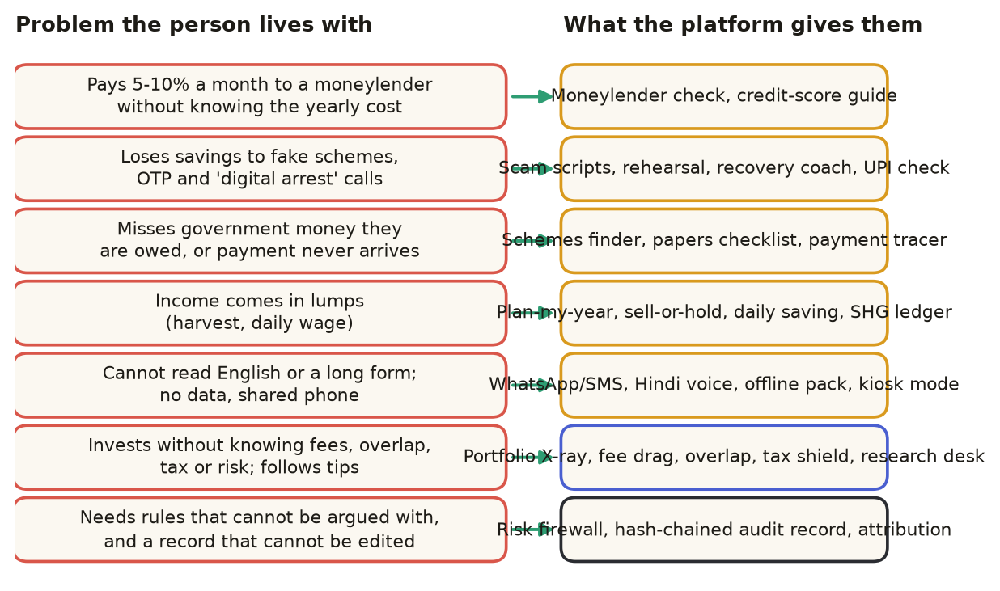 Problem the person lives with
What the platform gives them
Pays 5-10% a month to a moneylender
without knowing the yearly cost
Moneylender check, credit-score guide
Loses savings to fake schemes,
OTP and 'digital arrest' calls
Scam scripts, rehearsal, recovery coach, UPI check
Misses government money they
are owed, or payment never arrives
Schemes finder, papers checklist, payment tracer
Income comes in lumps
(harvest, daily wage)
Plan-my-year, sell-or-hold, daily saving, SHG ledger
Cannot read English or a long form;
no data, shared phone
WhatsApp/SMS, Hindi voice, offline pack, kiosk mode
Invests without knowing fees, overlap,
tax or risk; follows tips
Portfolio X-ray, fee drag, overlap, tax shield, research desk
Needs rules that cannot be argued with,
and a record that cannot be edited
Risk firewall, hash-chained audit record, attribution